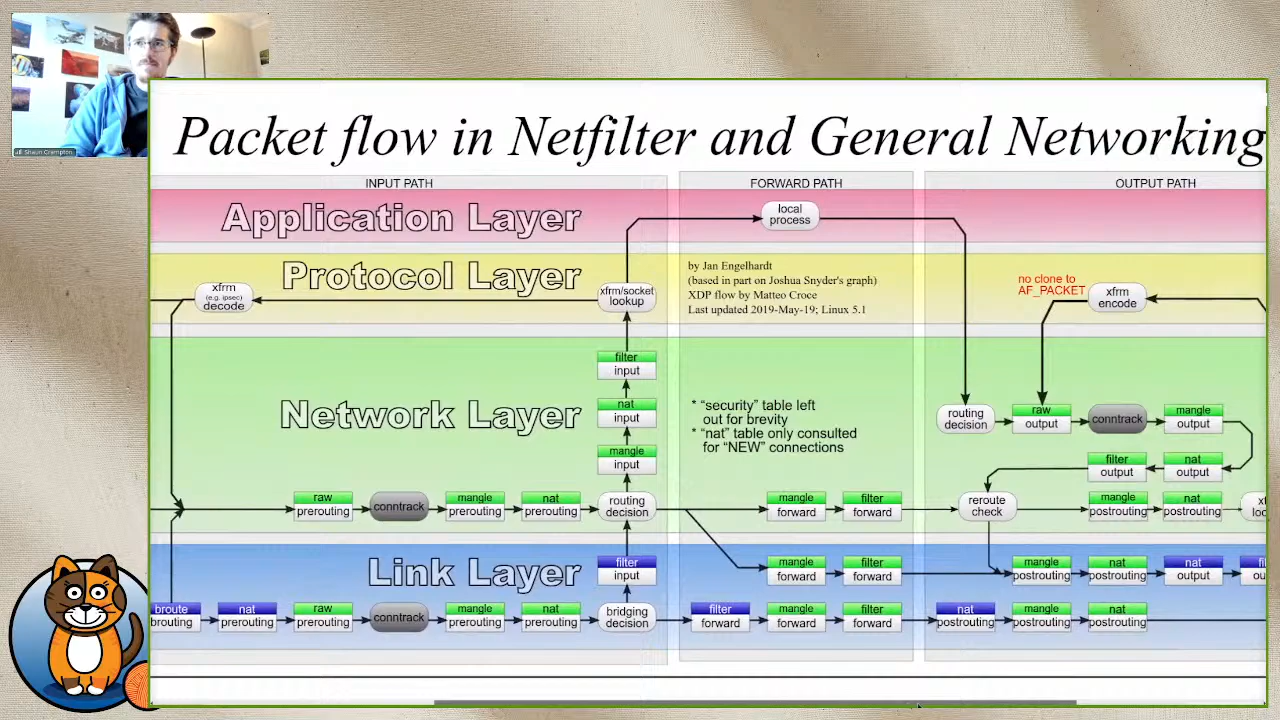 Shaun Crampton
Packet flow in Netfilter and General Networking
INPUT PATH
FORWARD PATH
OUTPUT PATH
Application Layer
local
process
Protocol Layer
xfrm
(e.g. ipsec)
decode
xfrm/socket
lookup
by Jan Engelhardt
(based in part on Joshua Snyder's graph)
XDP flow by Matteo Croce
Last updated 2019-May-19; Linux 5.1
no clone to
AF_PACKET
xfrm
encode
Network Layer
filter
input
nat
input
mangle
input
* “security” table left
out for brevity
* “nat” table only consulted
for “NEW” connections
routing
decision
raw
output
conntrack
mangle
output
filter
output
nat
output
raw
prerouting
conntrack
mangle
prerouting
nat
prerouting
routing
decision
mangle
forward
filter
forward
reroute
check
mangle
postrouting
nat
postrouting
Link Layer
filter
input
mangle
forward
filter
forward
mangle
postrouting
nat
postrouting
nat
output
broute
brouting
nat
prerouting
raw
prerouting
conntrack
mangle
prerouting
nat
prerouting
bridging
decision
filter
forward
mangle
forward
filter
forward
nat
postrouting
mangle
postrouting
nat
postrouting